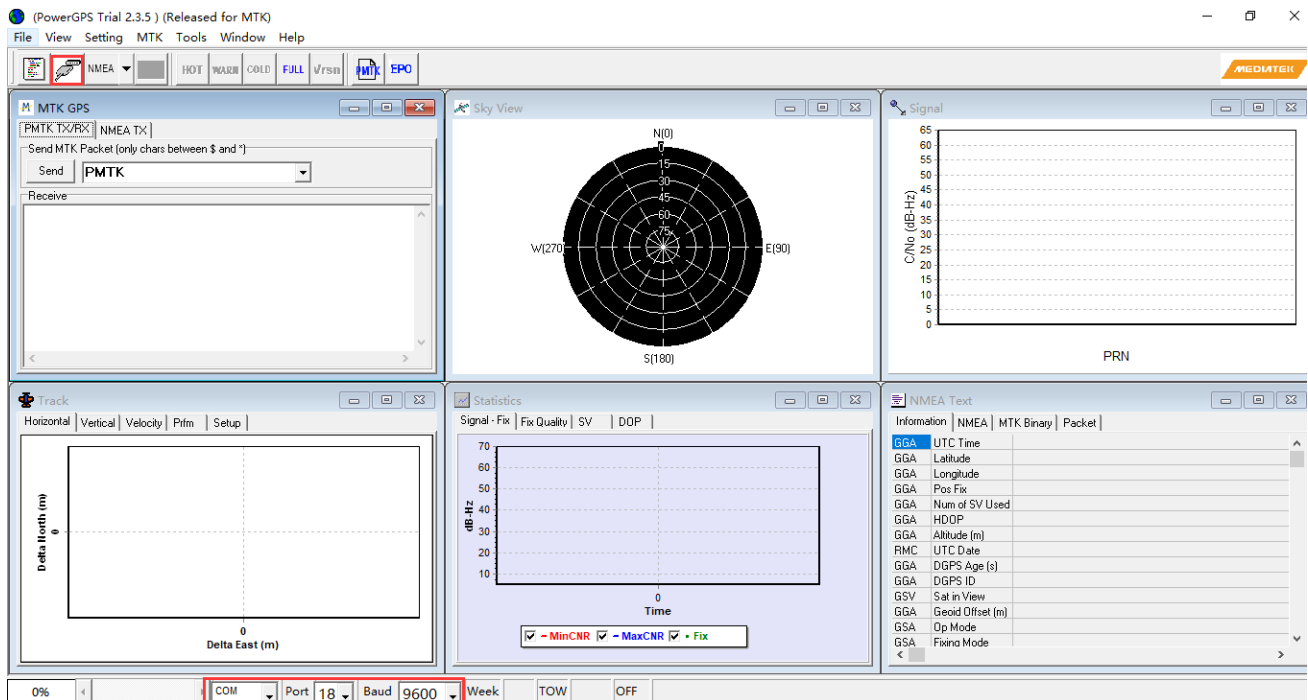 (PowerGPS Trial 2.3.5 ) (Released for MTK)
File View Setting MTK Tools Window Help
NMEA HOT WARM COLD FULL Vrsn PMTK EPO MEDIATEK
M MTK GPS
PMTK TX/RX NMEA TX
Send MTK Packet (only chars between $ and *)
Send PMTK
Receive
Sky View
N(0)
0
15
30
45
60
75
W(270)
E(90)
S(180)
Signal
65
60
55
50
45
40
35
30
25
20
15
10
5
0
C/No (dB-Hz)
PRN
Track
Horizontal Vertical Velocity Prfm Setup
Delta North (m)
0
0
Delta East (m)
Statistics
Signal - Fix Fix Quality SV DOP
70
60
50
40
30
20
10
dB-Hz
0
Time
MinCNR MaxCNR Fix
NMEA Text
Information NMEA MTK Binary Packet
GGA UTC Time
GGA Latitude
GGA Longitude
GGA Pos Fix
GGA Num of SV Used
GGA HDOP
GGA Altitude (m)
RMC UTC Date
GGA DGPS Age (s)
GGA DGPS ID
GSV Sat in View
GGA Geoid Offset (m)
GSA Op Mode
GSA Fixing Mode
0% COM Port 18 Baud 9600 Week TOW OFF